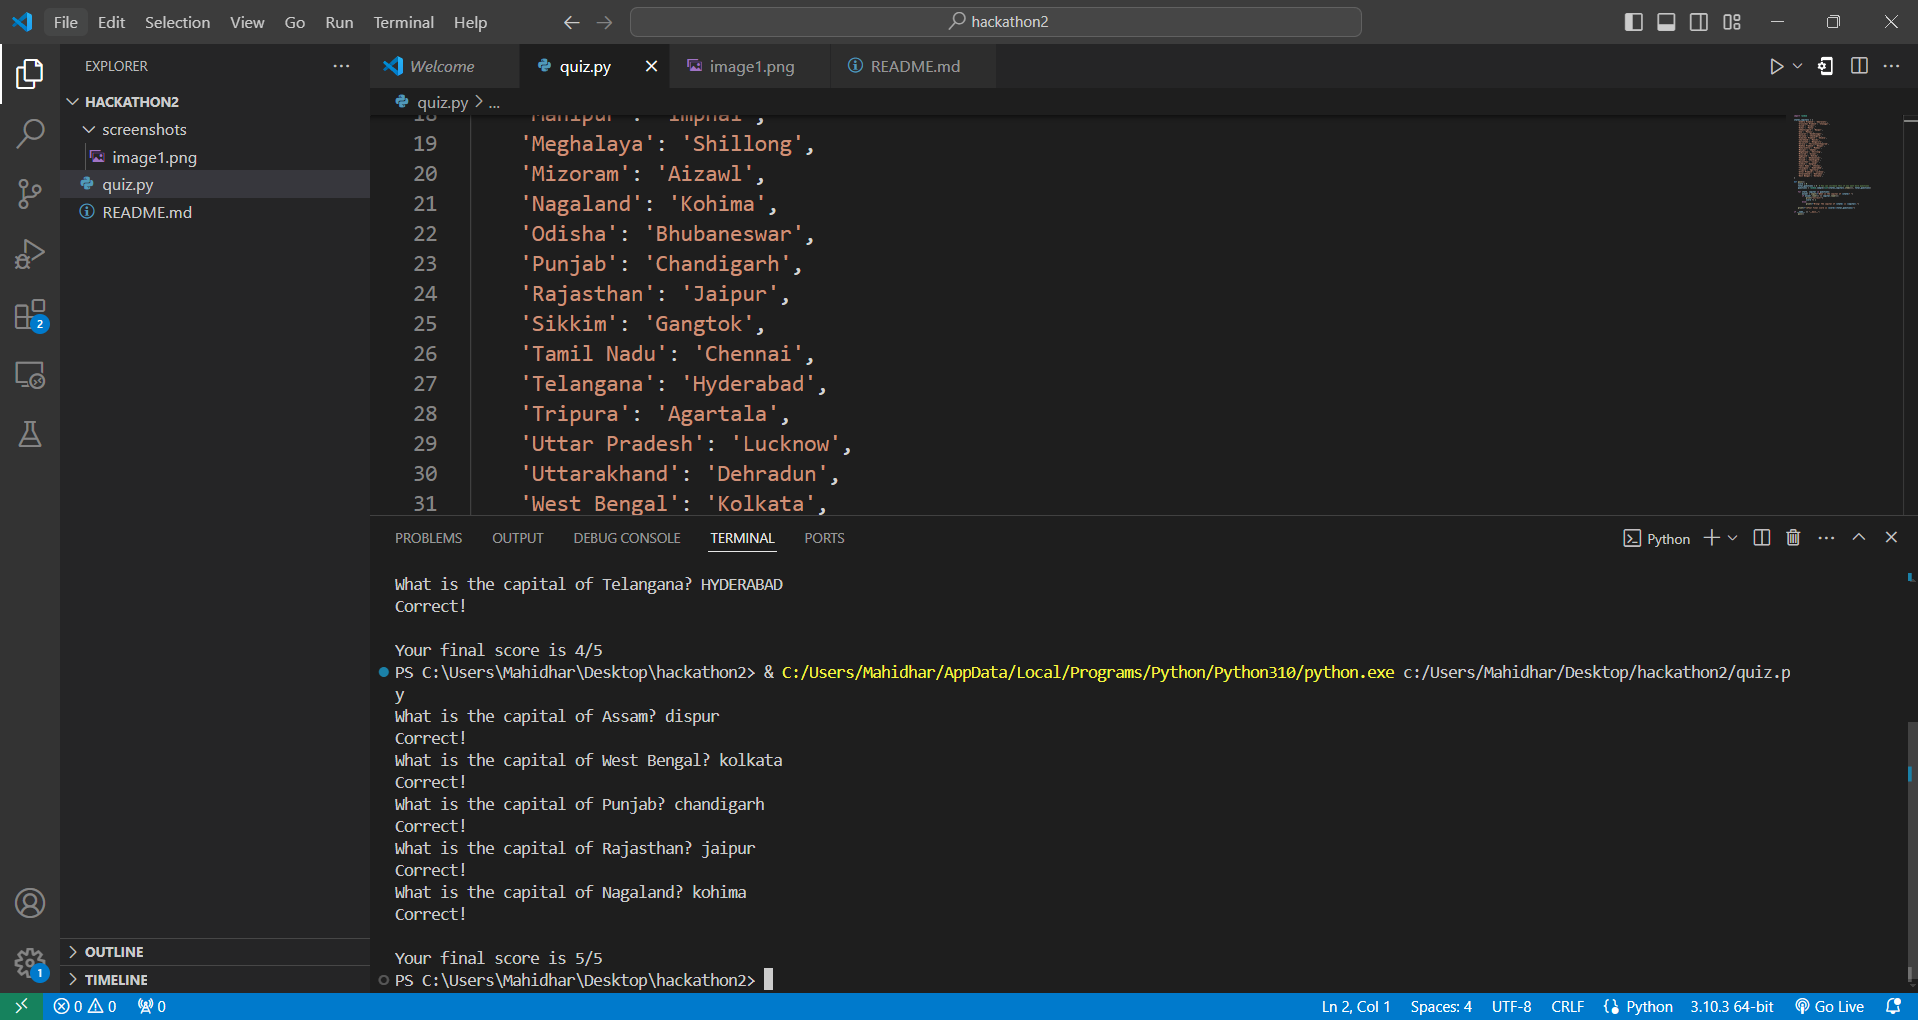 File Edit Selection View Go Run Terminal Help
hackathon2
EXPLORER
HACKATHON2
screenshots
image1.png
quiz.py
README.md
OUTLINE
TIMELINE
2
1
Welcome
quiz.py
image1.png
README.md
quiz.py > ...
18 'Manipur': 'Imphal',
19 'Meghalaya': 'Shillong',
20 'Mizoram': 'Aizawl',
21 'Nagaland': 'Kohima',
22 'Odisha': 'Bhubaneswar',
23 'Punjab': 'Chandigarh',
24 'Rajasthan': 'Jaipur',
25 'Sikkim': 'Gangtok',
26 'Tamil Nadu': 'Chennai',
27 'Telangana': 'Hyderabad',
28 'Tripura': 'Agartala',
29 'Uttar Pradesh': 'Lucknow',
30 'Uttarakhand': 'Dehradun',
31 'West Bengal': 'Kolkata',
PROBLEMS OUTPUT DEBUG CONSOLE TERMINAL PORTS
Python
What is the capital of Telangana? HYDERABAD
Correct!
Your final score is 4/5
PS C:\Users\Mahidhar\Desktop\hackathon2> & C:/Users/Mahidhar/AppData/Local/Programs/Python/Python310/python.exe c:/Users/Mahidhar/Desktop/hackathon2/quiz.p
y
What is the capital of Assam? dispur
Correct!
What is the capital of West Bengal? kolkata
Correct!
What is the capital of Punjab? chandigarh
Correct!
What is the capital of Rajasthan? jaipur
Correct!
What is the capital of Nagaland? kohima
Correct!
Your final score is 5/5
PS C:\Users\Mahidhar\Desktop\hackathon2>
0 0 0 Ln 2, Col 1 Spaces: 4 UTF-8 CRLF Python 3.10.3 64-bit Go Live